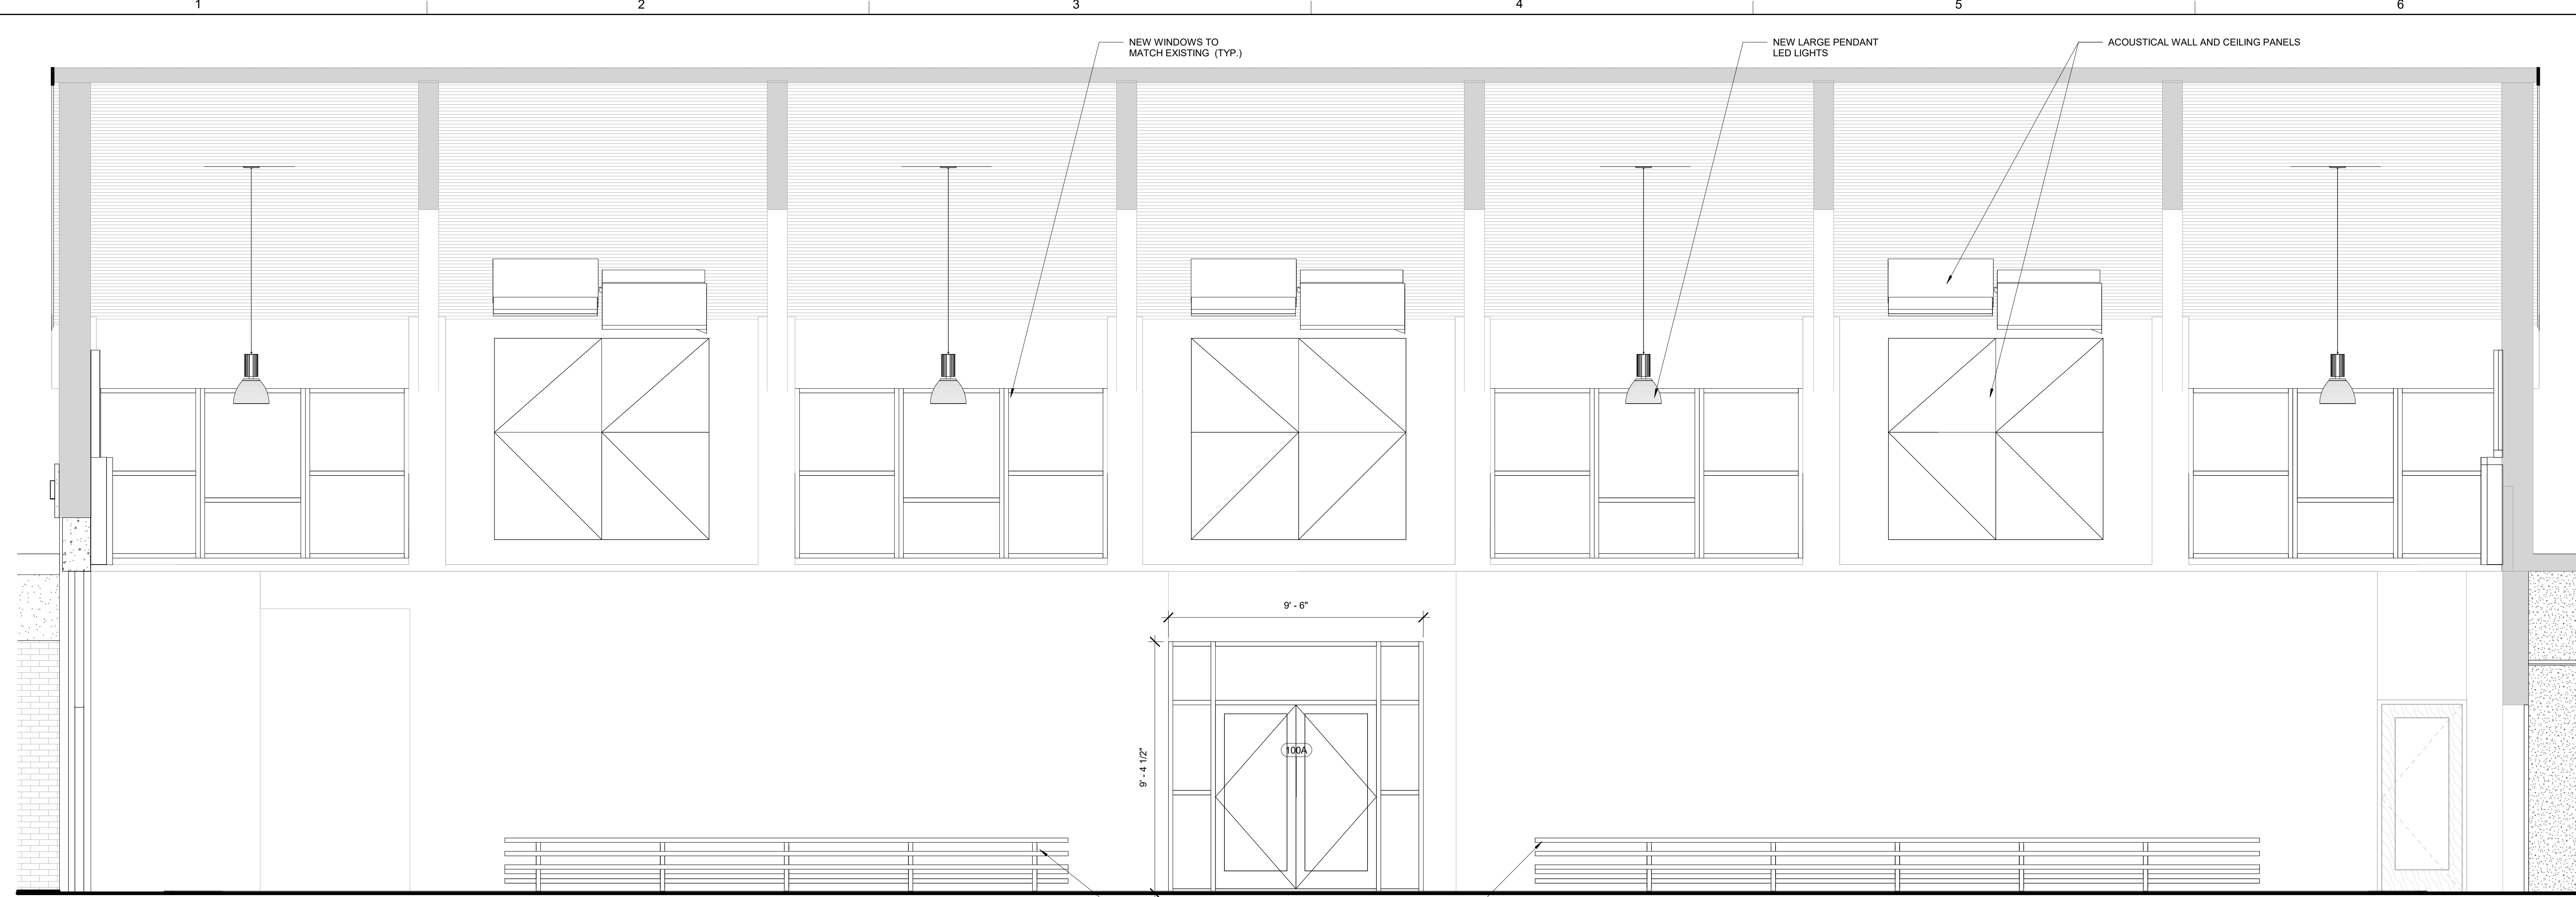 1 2 3 4 5 6
NEW WINDOWS TO
MATCH EXISTING (TYP.)
NEW LARGE PENDANT
LED LIGHTS
ACOUSTICAL WALL AND CEILING PANELS
9' - 6"
9' - 4 1/2"
100A